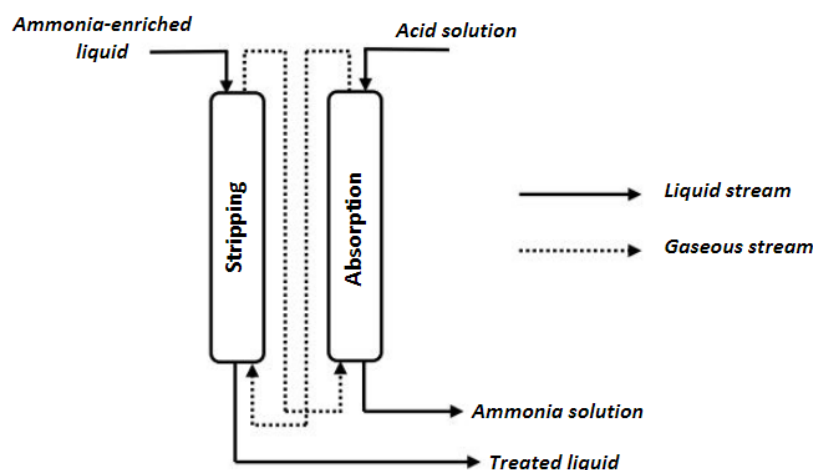 Ammonia-enriched
liquid
Acid solution
Stripping
Absorption
Liquid stream
Gaseous stream
Ammonia solution
Treated liquid